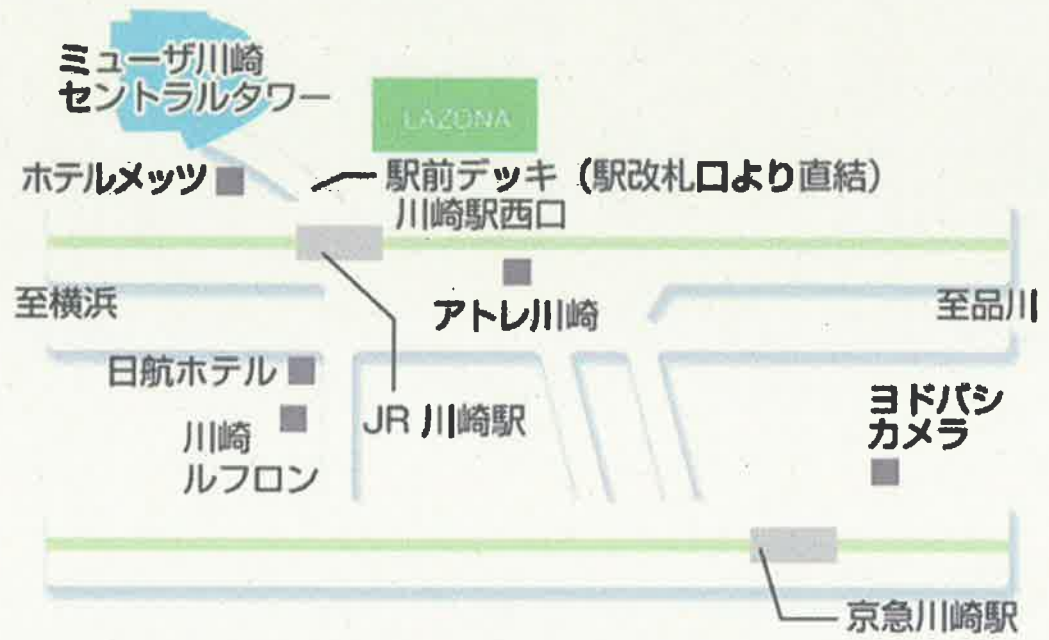 ミューザ川崎
セントラルタワー
LAZONA
ホテルメッツ
駅前デッキ（駅改札口より直結）
川崎駅西口
至横浜
アトレ川崎
至品川
日航ホテル
JR 川崎駅
川崎
ルフロン
ヨドバシ
カメラ
京急川崎駅